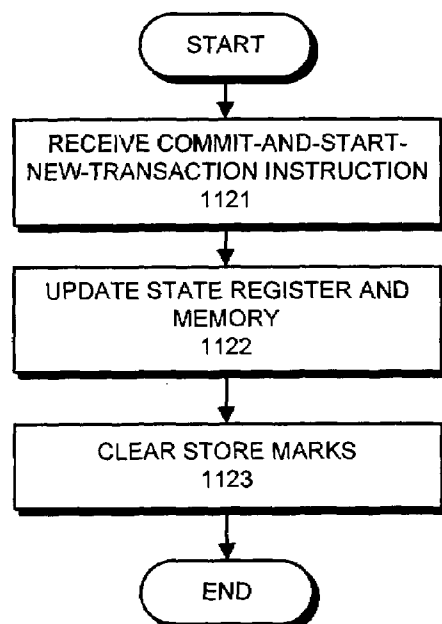 START
RECEIVE COMMIT-AND-START-
NEW-TRANSACTION INSTRUCTION
1121
UPDATE STATE REGISTER AND
MEMORY
1122
CLEAR STORE MARKS
1123
END